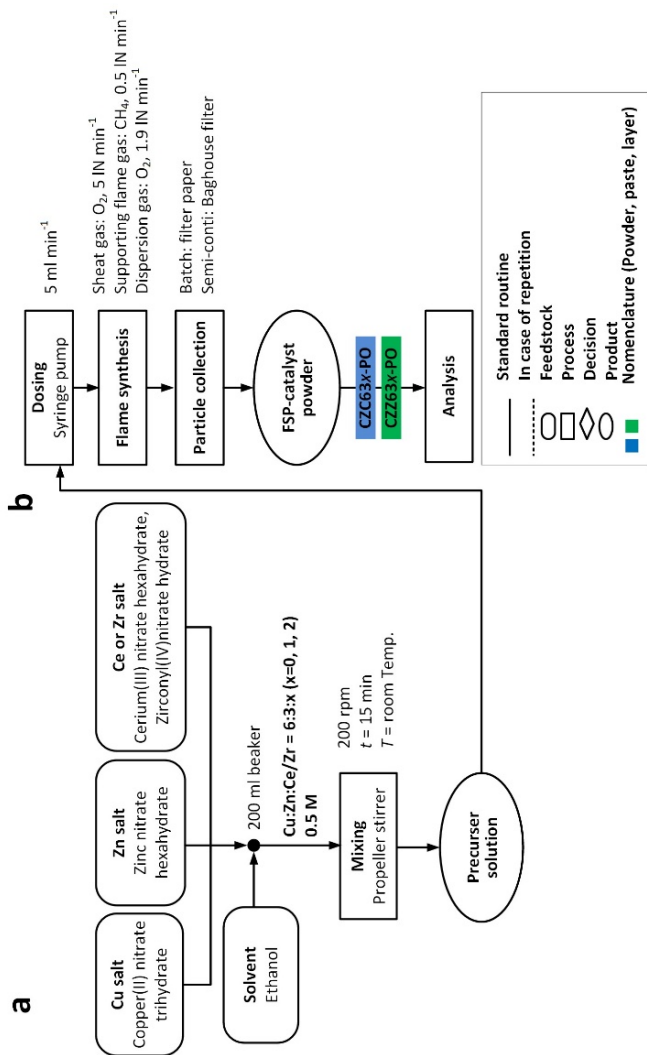 a
Cu salt
Copper(II) nitrate
trihydrate
Zn salt
Zinc nitrate
hexahydrate
Ce or Zr salt
Cerium(III) nitrate hexahydrate,
Zirconyl(IV)nitrate hydrate
Solvent
Ethanol
200 ml beaker
Cu:Zn:Ce/Zr = 6:3:x (x=0, 1, 2)
0.5 M
Mixing
Propeller stirrer
200 rpm
t = 15 min
T = room Temp.
Precurser
solution
b
Dosing
Syringe pump
5 ml min⁻¹
Flame synthesis
Sheat gas: O₂, 5 lN min⁻¹
Supporting flame gas: CH₄, 0.5 lN min⁻¹
Dispersion gas: O₂, 1.9 lN min⁻¹
Particle collection
Batch: filter paper
Semi-conti: Baghouse filter
FSP-catalyst
powder
CZC63x-PO
CZZ63x-PO
Analysis
Standard routine
In case of repetition
Feedstock
Process
Decision
Product
Nomenclature (Powder, paste, layer)